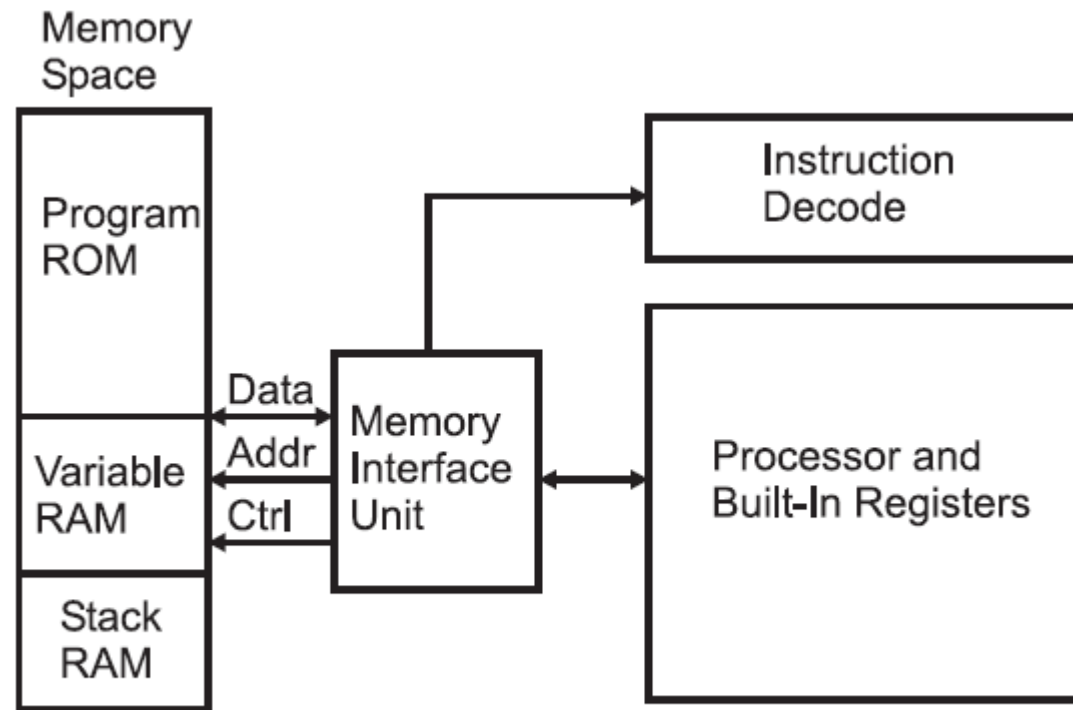 Memory
Space
Program
ROM
Variable
RAM
Stack
RAM
Data
Addr
Ctrl
Memory
Interface
Unit
Instruction
Decode
Processor and
Built-In Registers